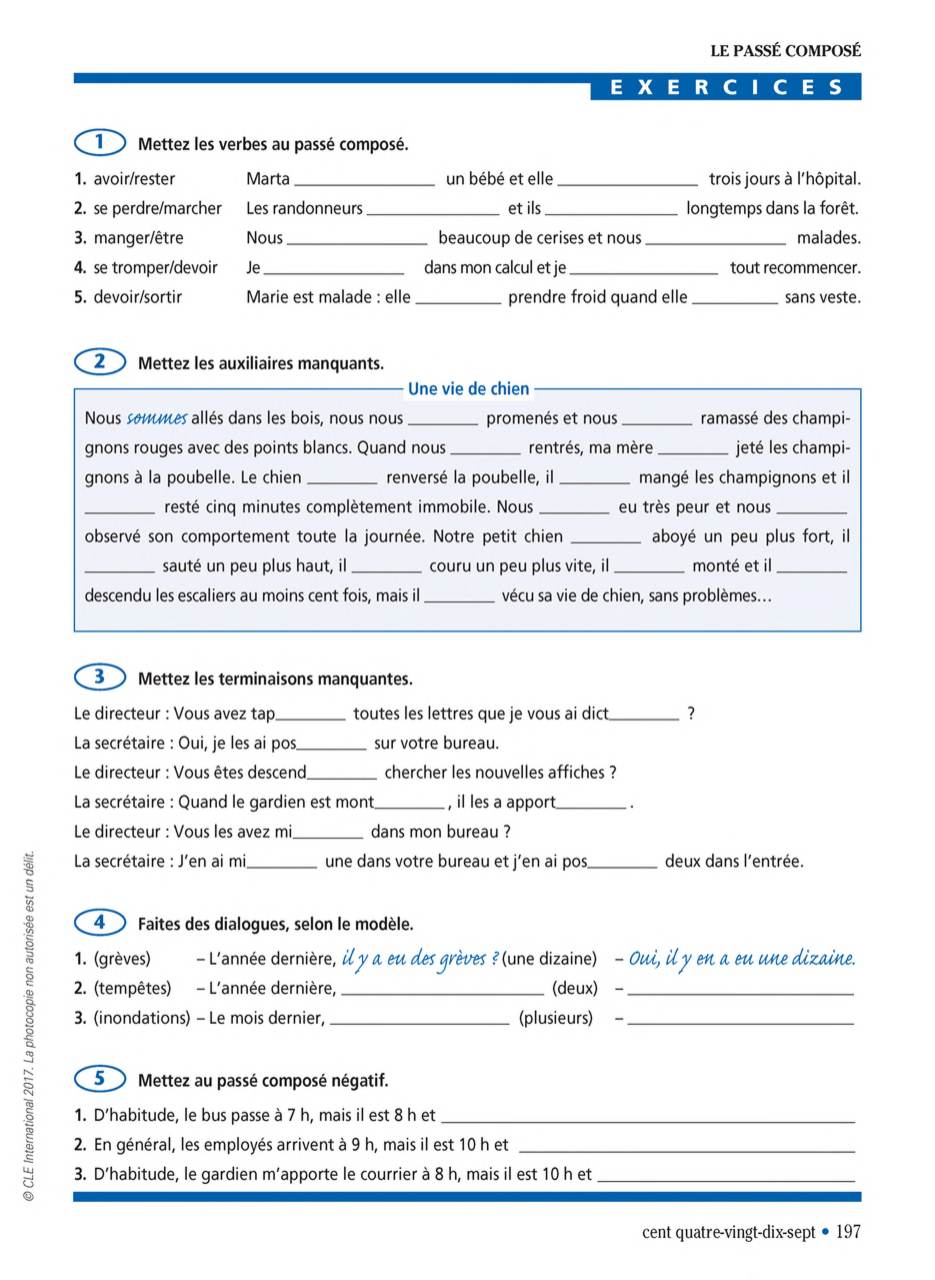 LE PASSÉ COMPOSÉ
EXERCICES
1 Mettez les verbes au passé composé.
1. avoir/rester Marta ________ un bébé et elle ________ trois jours à l'hôpital.
2. se perdre/marcher Les randonneurs ________ et ils ________ longtemps dans la forêt.
3. manger/être Nous ________ beaucoup de cerises et nous ________ malades.
4. se tromper/devoir Je ________ dans mon calcul et je ________ tout recommencer.
5. devoir/sortir Marie est malade : elle ________ prendre froid quand elle ________ sans veste.
2 Mettez les auxiliaires manquants.
Une vie de chien
Nous sommes allés dans les bois, nous nous ________ promenés et nous ________ ramassé des champi-
gnons rouges avec des points blancs. Quand nous ________ rentrés, ma mère ________ jeté les champi-
gnons à la poubelle. Le chien ________ renversé la poubelle, il ________ mangé les champignons et il
________ resté cinq minutes complètement immobile. Nous ________ eu très peur et nous ________
observé son comportement toute la journée. Notre petit chien ________ aboyé un peu plus fort, il
________ sauté un peu plus haut, il ________ couru un peu plus vite, il ________ monté et il ________
descendu les escaliers au moins cent fois, mais il ________ vécu sa vie de chien, sans problèmes…
3 Mettez les terminaisons manquantes.
Le directeur : Vous avez tap________ toutes les lettres que je vous ai dict________ ?
La secrétaire : Oui, je les ai pos________ sur votre bureau.
Le directeur : Vous êtes descend________ chercher les nouvelles affiches ?
La secrétaire : Quand le gardien est mont________, il les a apport________.
Le directeur : Vous les avez mi________ dans mon bureau ?
La secrétaire : J'en ai mi________ une dans votre bureau et j'en ai pos________ deux dans l'entrée.
4 Faites des dialogues, selon le modèle.
1. (grèves) – L'année dernière, il y a eu des grèves ? (une dizaine) – Oui, il y en a eu une dizaine.
2. (tempêtes) – L'année dernière, ________ (deux) – ________
3. (inondations) – Le mois dernier, ________ (plusieurs) – ________
5 Mettez au passé composé négatif.
1. D'habitude, le bus passe à 7 h, mais il est 8 h et ________
2. En général, les employés arrivent à 9 h, mais il est 10 h et ________
3. D'habitude, le gardien m'apporte le courrier à 8 h, mais il est 10 h et ________
© CLE International 2017. La photocopie non autorisée est un délit.
cent quatre-vingt-dix-sept • 197